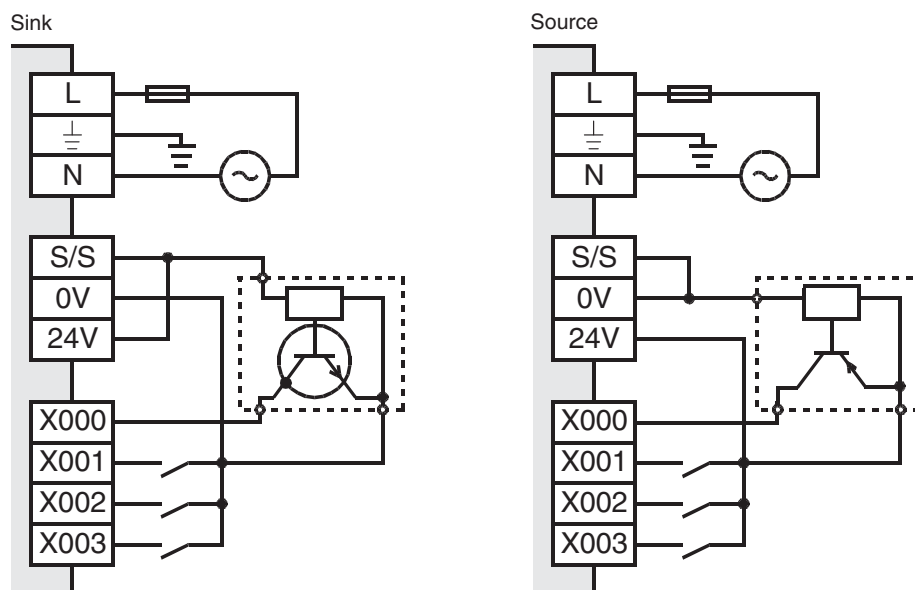 Sink
L
N
S/S
0V
24V
X000
X001
X002
X003
Source
L
N
S/S
0V
24V
X000
X001
X002
X003